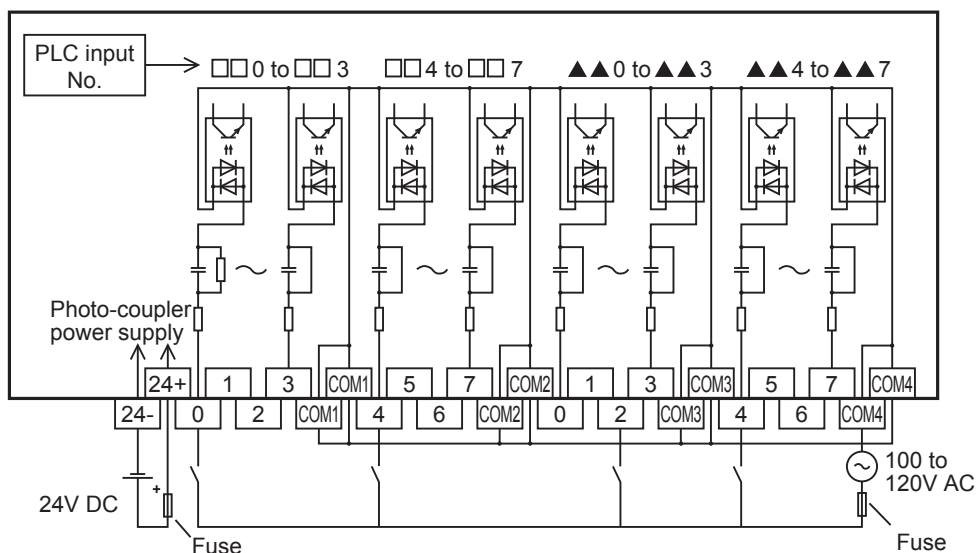 PLC input
No.
□□ 0 to □□ 3
□□ 4 to □□ 7
▲▲ 0 to ▲▲ 3
▲▲ 4 to ▲▲ 7
Photo-coupler
power supply
24+ 1 3 COM1 5 7 COM2 1 3 COM3 5 7 COM4
24- 0 2 COM1 4 6 COM2 0 2 COM3 4 6 COM4
100 to
120V AC
+
24V DC
Fuse
Fuse